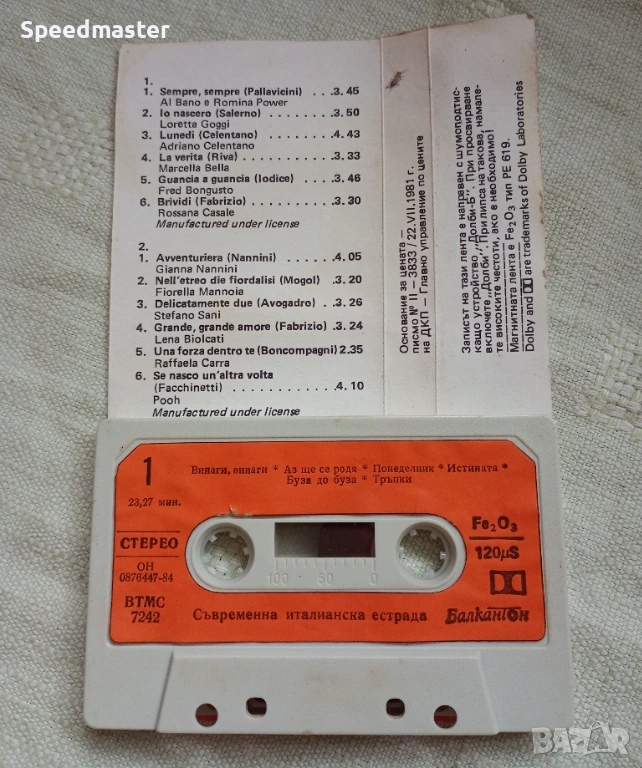 Speedmaster
1.
1. Sempre, sempre (Pallavicini) . . .3. 45
Al Bano e Romina Power
2. Io nascero (Salerno) . . . . . . . .3. 50
Loretta Goggi
3. Lunedi (Celentano) . . . . . . . .4. 43
Adriano Celentano
4. La verita (Riva) . . . . . . . . . . .3. 33
Marcella Bella
5. Guancia a guancia (Iodice) . . . .3. 46
Fred Bongusto
6. Brividi (Fabrizio) . . . . . . . . . .3. 30
Rossana Casale
Manufactured under license
2.
1. Avventuriera (Nannini) . . . . . .4. 05
Gianna Nannini
2. Nell'etreo die fiordalisi (Mogol) .3. 20
Fiorella Mannoia
3. Delicatamente due (Avogadro) . .3. 26
Stefano Sani
4. Grande, grande amore (Fabrizio) .3. 24
Lena Biolcati
5. Una forza dentro te (Boncompagni) 2.35
Raffaela Carra
6. Se nasco un'altra volta
(Facchinetti) . . . . . . . . . . . .4. 10
Pooh
Manufactured under license
Основание за цената —
писмо № II — 3833 / 22.VII.1981 г.
на ДКП — Главно управление по цените
Записът на тази лента е направен с шумоподтис-
кащо устройство „Долби-Б". При просвирване
включете „Долби". При липса на такова, намале-
те високите честоти, ако е необходимо!
Магнитната лента е Fe2O3 тип РЕ 619.
Dolby and DD are trademarks of Dolby Laboratories
1
23,27 мин.
Винаги, винаги * Аз ще се родя * Понеделник * Истината *
Буза до буза * Тръпки
СТЕРЕО
ОН
0876447-84
ВТМС
7242
Fe2O3
120µS
100 50 0
Съвременна италианска естрада
Балкантон
BAZAR